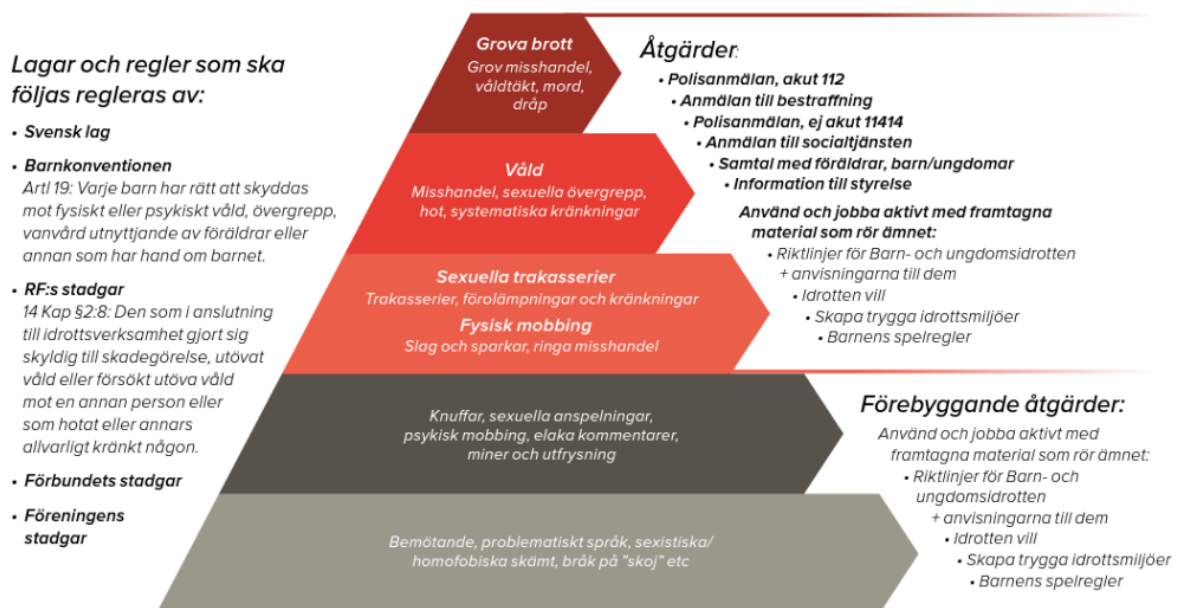 Lagar och regler som ska
följas regleras av:
• Svensk lag
• Barnkonventionen
Artl 19: Varje barn har rätt att skyddas
mot fysiskt eller psykiskt våld, övergrepp,
vanvård utnyttjande av föräldrar eller
annan som har hand om barnet.
• RF:s stadgar
14 Kap §2:8: Den som i anslutning
till idrottsverksamhet gjort sig
skyldig till skadegörelse, utövat
våld eller försökt utöva våld
mot en annan person eller
som hotat eller annars
allvarligt kränkt någon.
• Förbundets stadgar
• Föreningens
stadgar
Grova brott
Grov misshandel,
våldtäkt, mord,
dråp
Våld
Misshandel, sexuella övergrepp,
hot, systematiska kränkningar
Sexuella trakasserier
Trakasserier, förolämpningar och kränkningar
Fysisk mobbing
Slag och sparkar, ringa misshandel
Knuffar, sexuella anspelningar,
psykisk mobbing, elaka kommentarer,
miner och utfrysning
Bemötande, problematiskt språk, sexistiska/
homofobiska skämt, bråk på "skoj" etc
Åtgärder:
• Polisanmälan, akut 112
• Anmälan till bestraffning
• Polisanmälan, ej akut 11414
• Anmälan till socialtjänsten
• Samtal med föräldrar, barn/ungdomar
• Information till styrelse
Använd och jobba aktivt med framtagna
material som rör ämnet:
• Riktlinjer för Barn- och ungdomsidrotten
+ anvisningarna till dem
• Idrotten vill
• Skapa trygga idrottsmiljöer
• Barnens spelregler
Förebyggande åtgärder:
Använd och jobba aktivt med
framtagna material som rör ämnet:
• Riktlinjer för Barn- och
ungdomsidrotten
+ anvisningarna till dem
• Idrotten vill
• Skapa trygga idrottsmiljöer
• Barnens spelregler